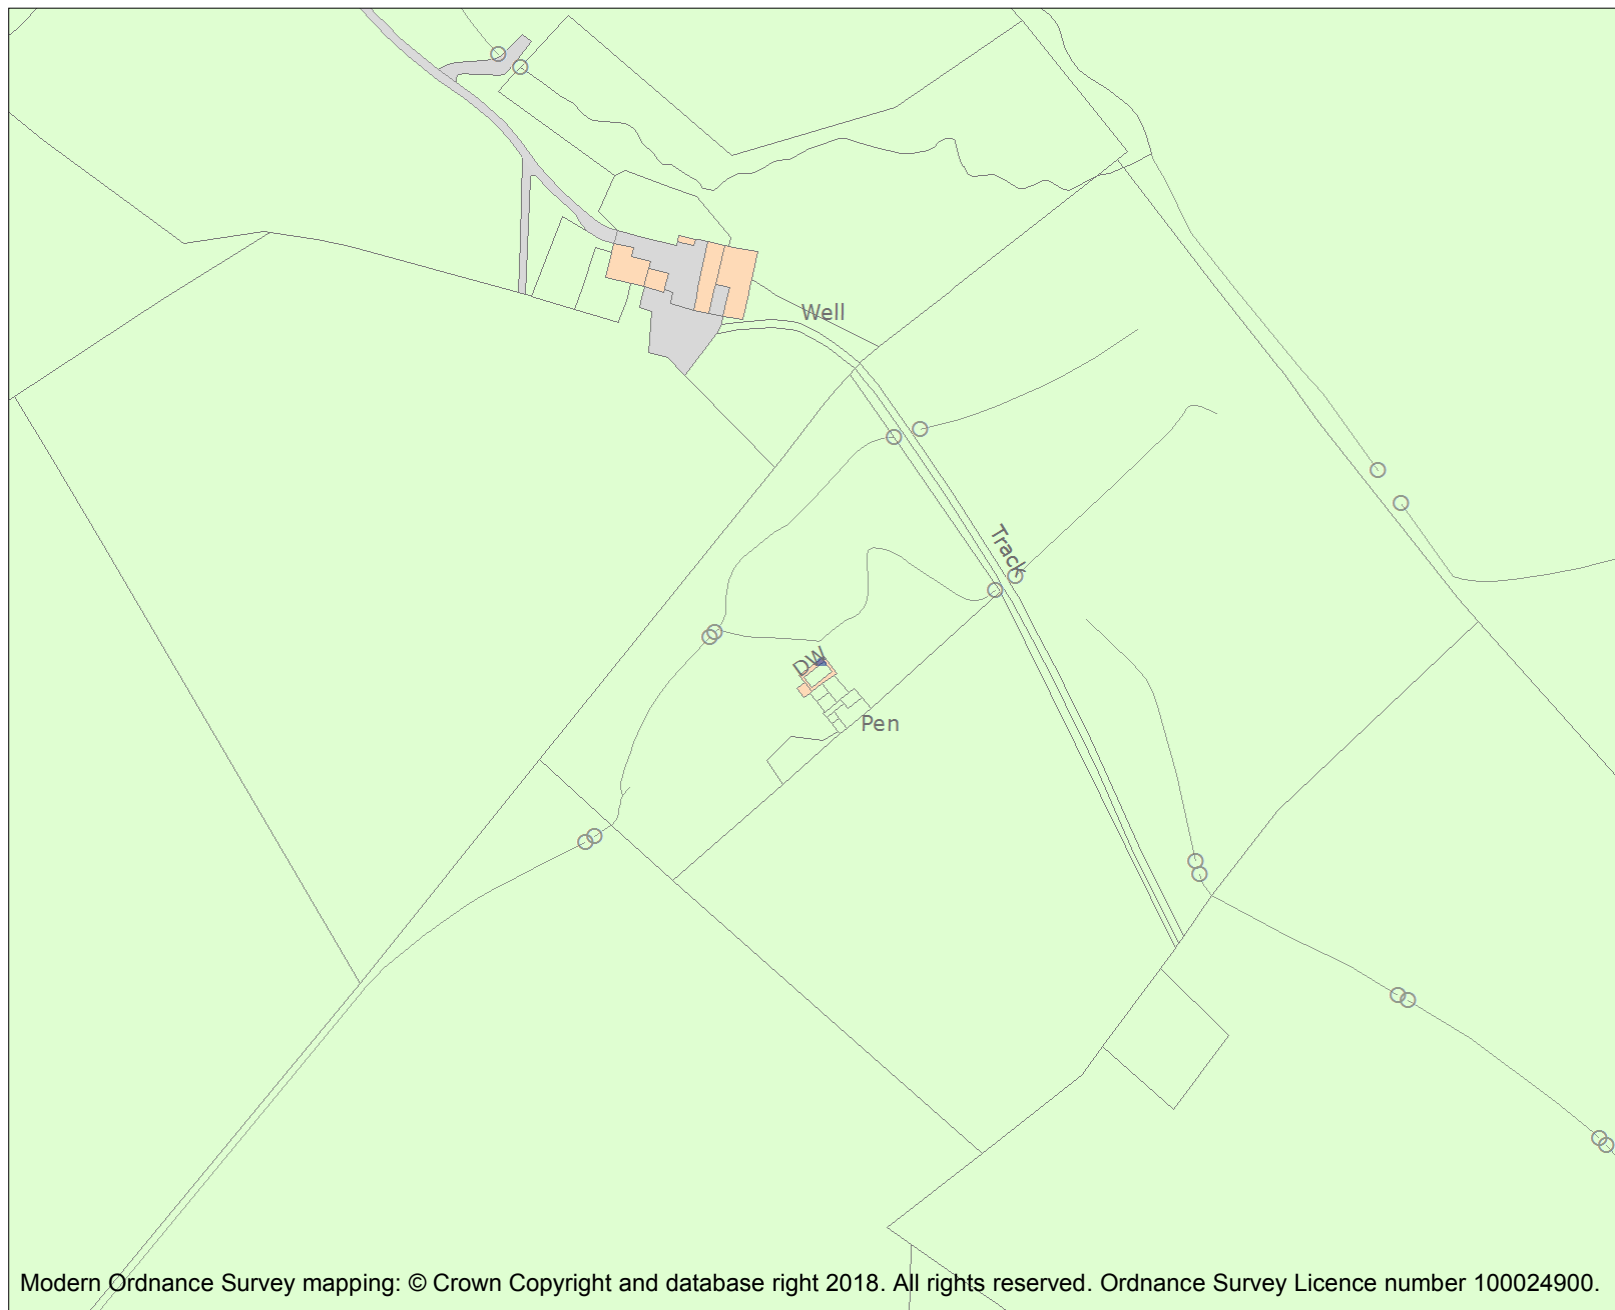 Well
Track
DW
Pen
Modern Ordnance Survey mapping: © Crown Copyright and database right 2018. All rights reserved. Ordnance Survey Licence number 100024900.